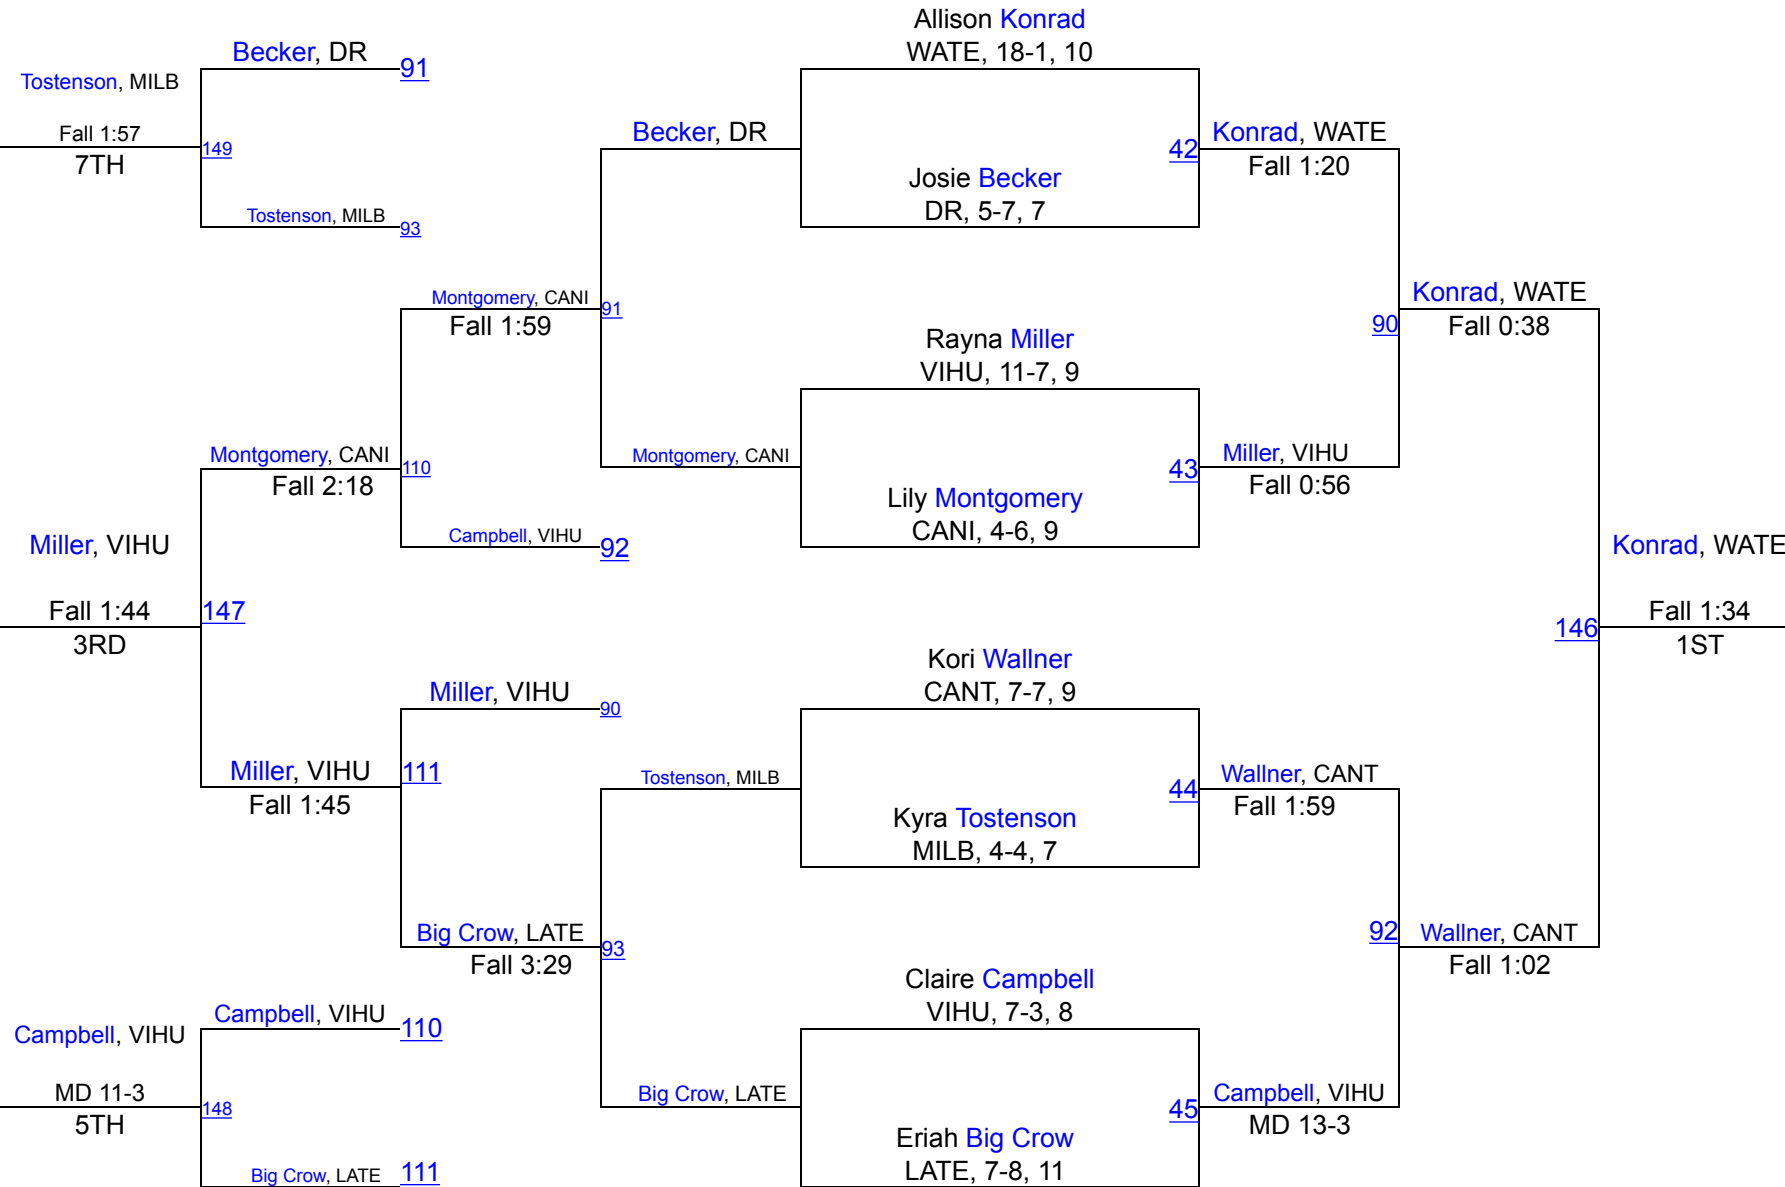 Allison Konrad
WATE, 18-1, 10
Becker, DR
91
Tostenson, MILB
Fall 1:57
149
7TH
Tostenson, MILB
93
Becker, DR
Josie Becker
DR, 5-7, 7
42
Konrad, WATE
Fall 1:20
Montgomery, CANI
91
Fall 1:59
Rayna Miller
VIHU, 11-7, 9
90
Konrad, WATE
Fall 0:38
Montgomery, CANI
110
Fall 2:18
Montgomery, CANI
Lily Montgomery
CANI, 4-6, 9
43
Miller, VIHU
Fall 0:56
Campbell, VIHU
92
Miller, VIHU
Fall 1:44
147
3RD
Konrad, WATE
146
Fall 1:34
1ST
Kori Wallner
CANT, 7-7, 9
Miller, VIHU
90
Miller, VIHU
111
Fall 1:45
Tostenson, MILB
Kyra Tostenson
MILB, 4-4, 7
44
Wallner, CANT
Fall 1:59
Big Crow, LATE
93
Fall 3:29
92
Wallner, CANT
Fall 1:02
Claire Campbell
VIHU, 7-3, 8
Campbell, VIHU
110
Campbell, VIHU
MD 11-3
148
5TH
Big Crow, LATE
111
Big Crow, LATE
Eriah Big Crow
LATE, 7-8, 11
45
Campbell, VIHU
MD 13-3